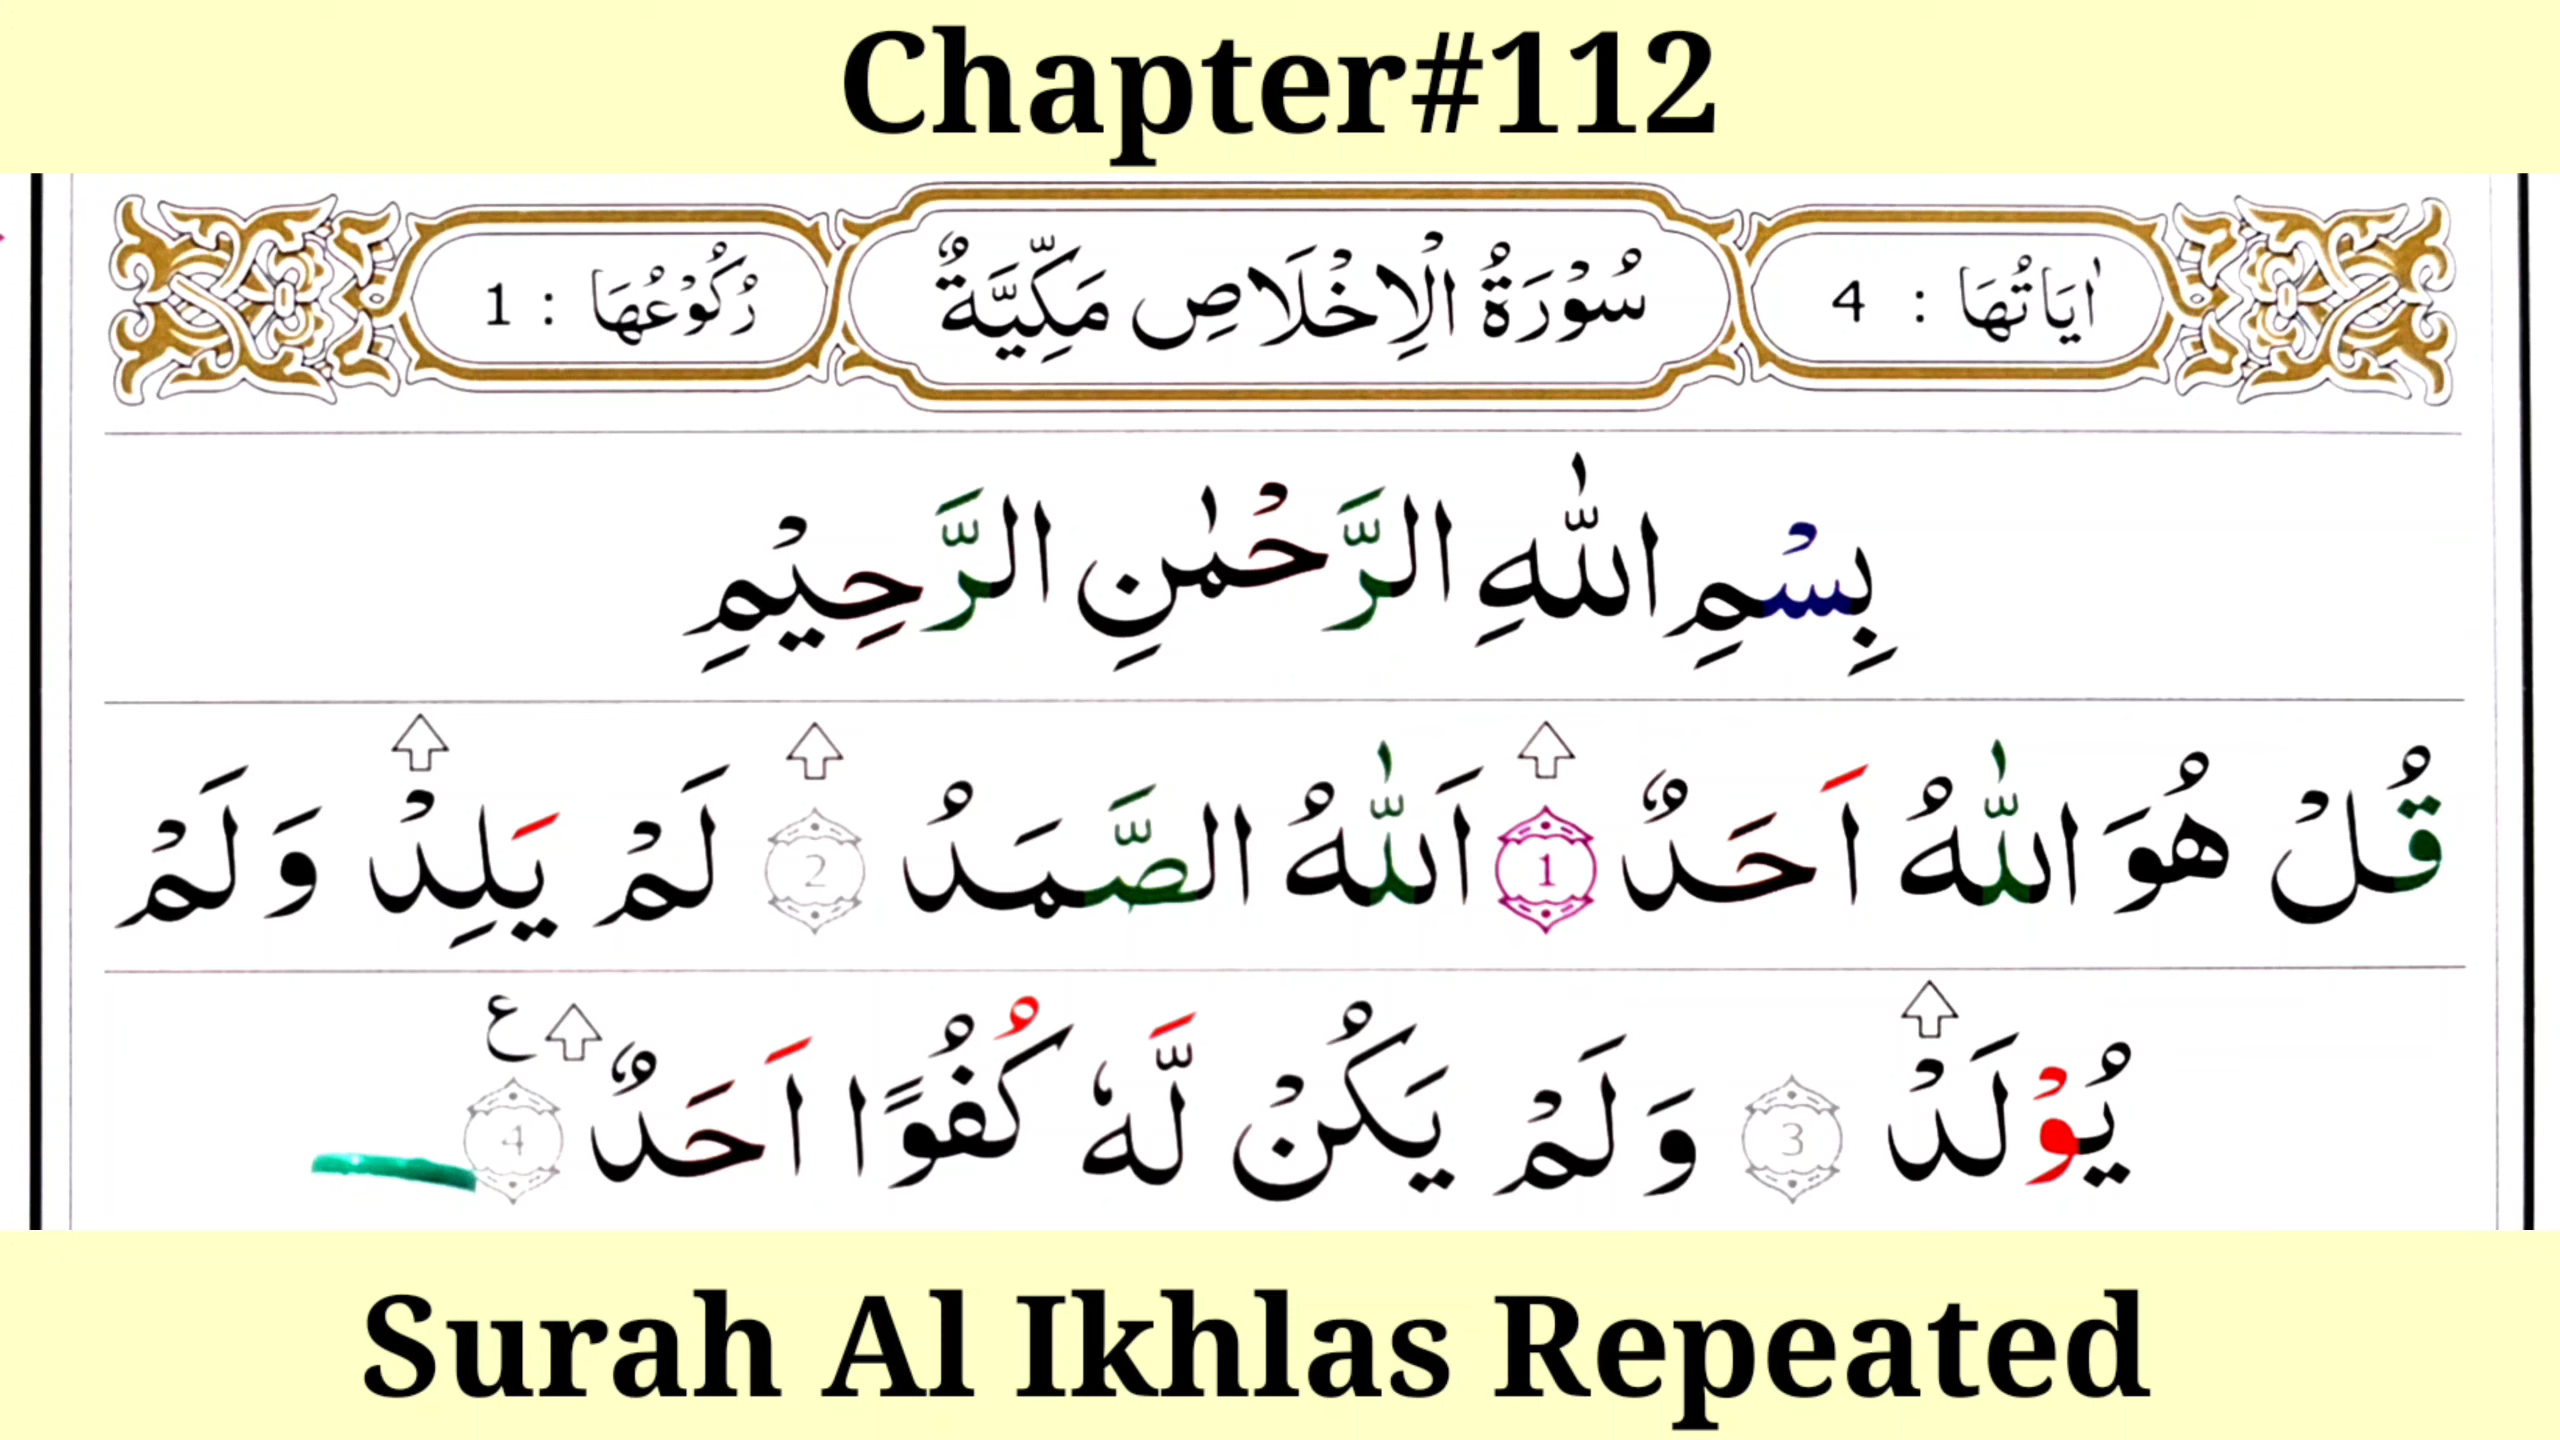 Chapter#112
اٰیَاتُهَا : 4 سُوْرَةُ الْاِخْلَاصِ مَكِّیَّةٌ رُكُوْعُهَا : 1
بِسْمِ اللّٰهِ الرَّحْمٰنِ الرَّحِیْمِ
قُلْ هُوَ اللّٰهُ اَحَدٌ 1 اَللّٰهُ الصَّمَدُ 2 لَمْ یَلِدْ وَلَمْ
یُوْلَدْ 3 وَلَمْ یَكُنْ لَّهٗ كُفُوًا اَحَدٌ 4 ع
Surah Al Ikhlas Repeated